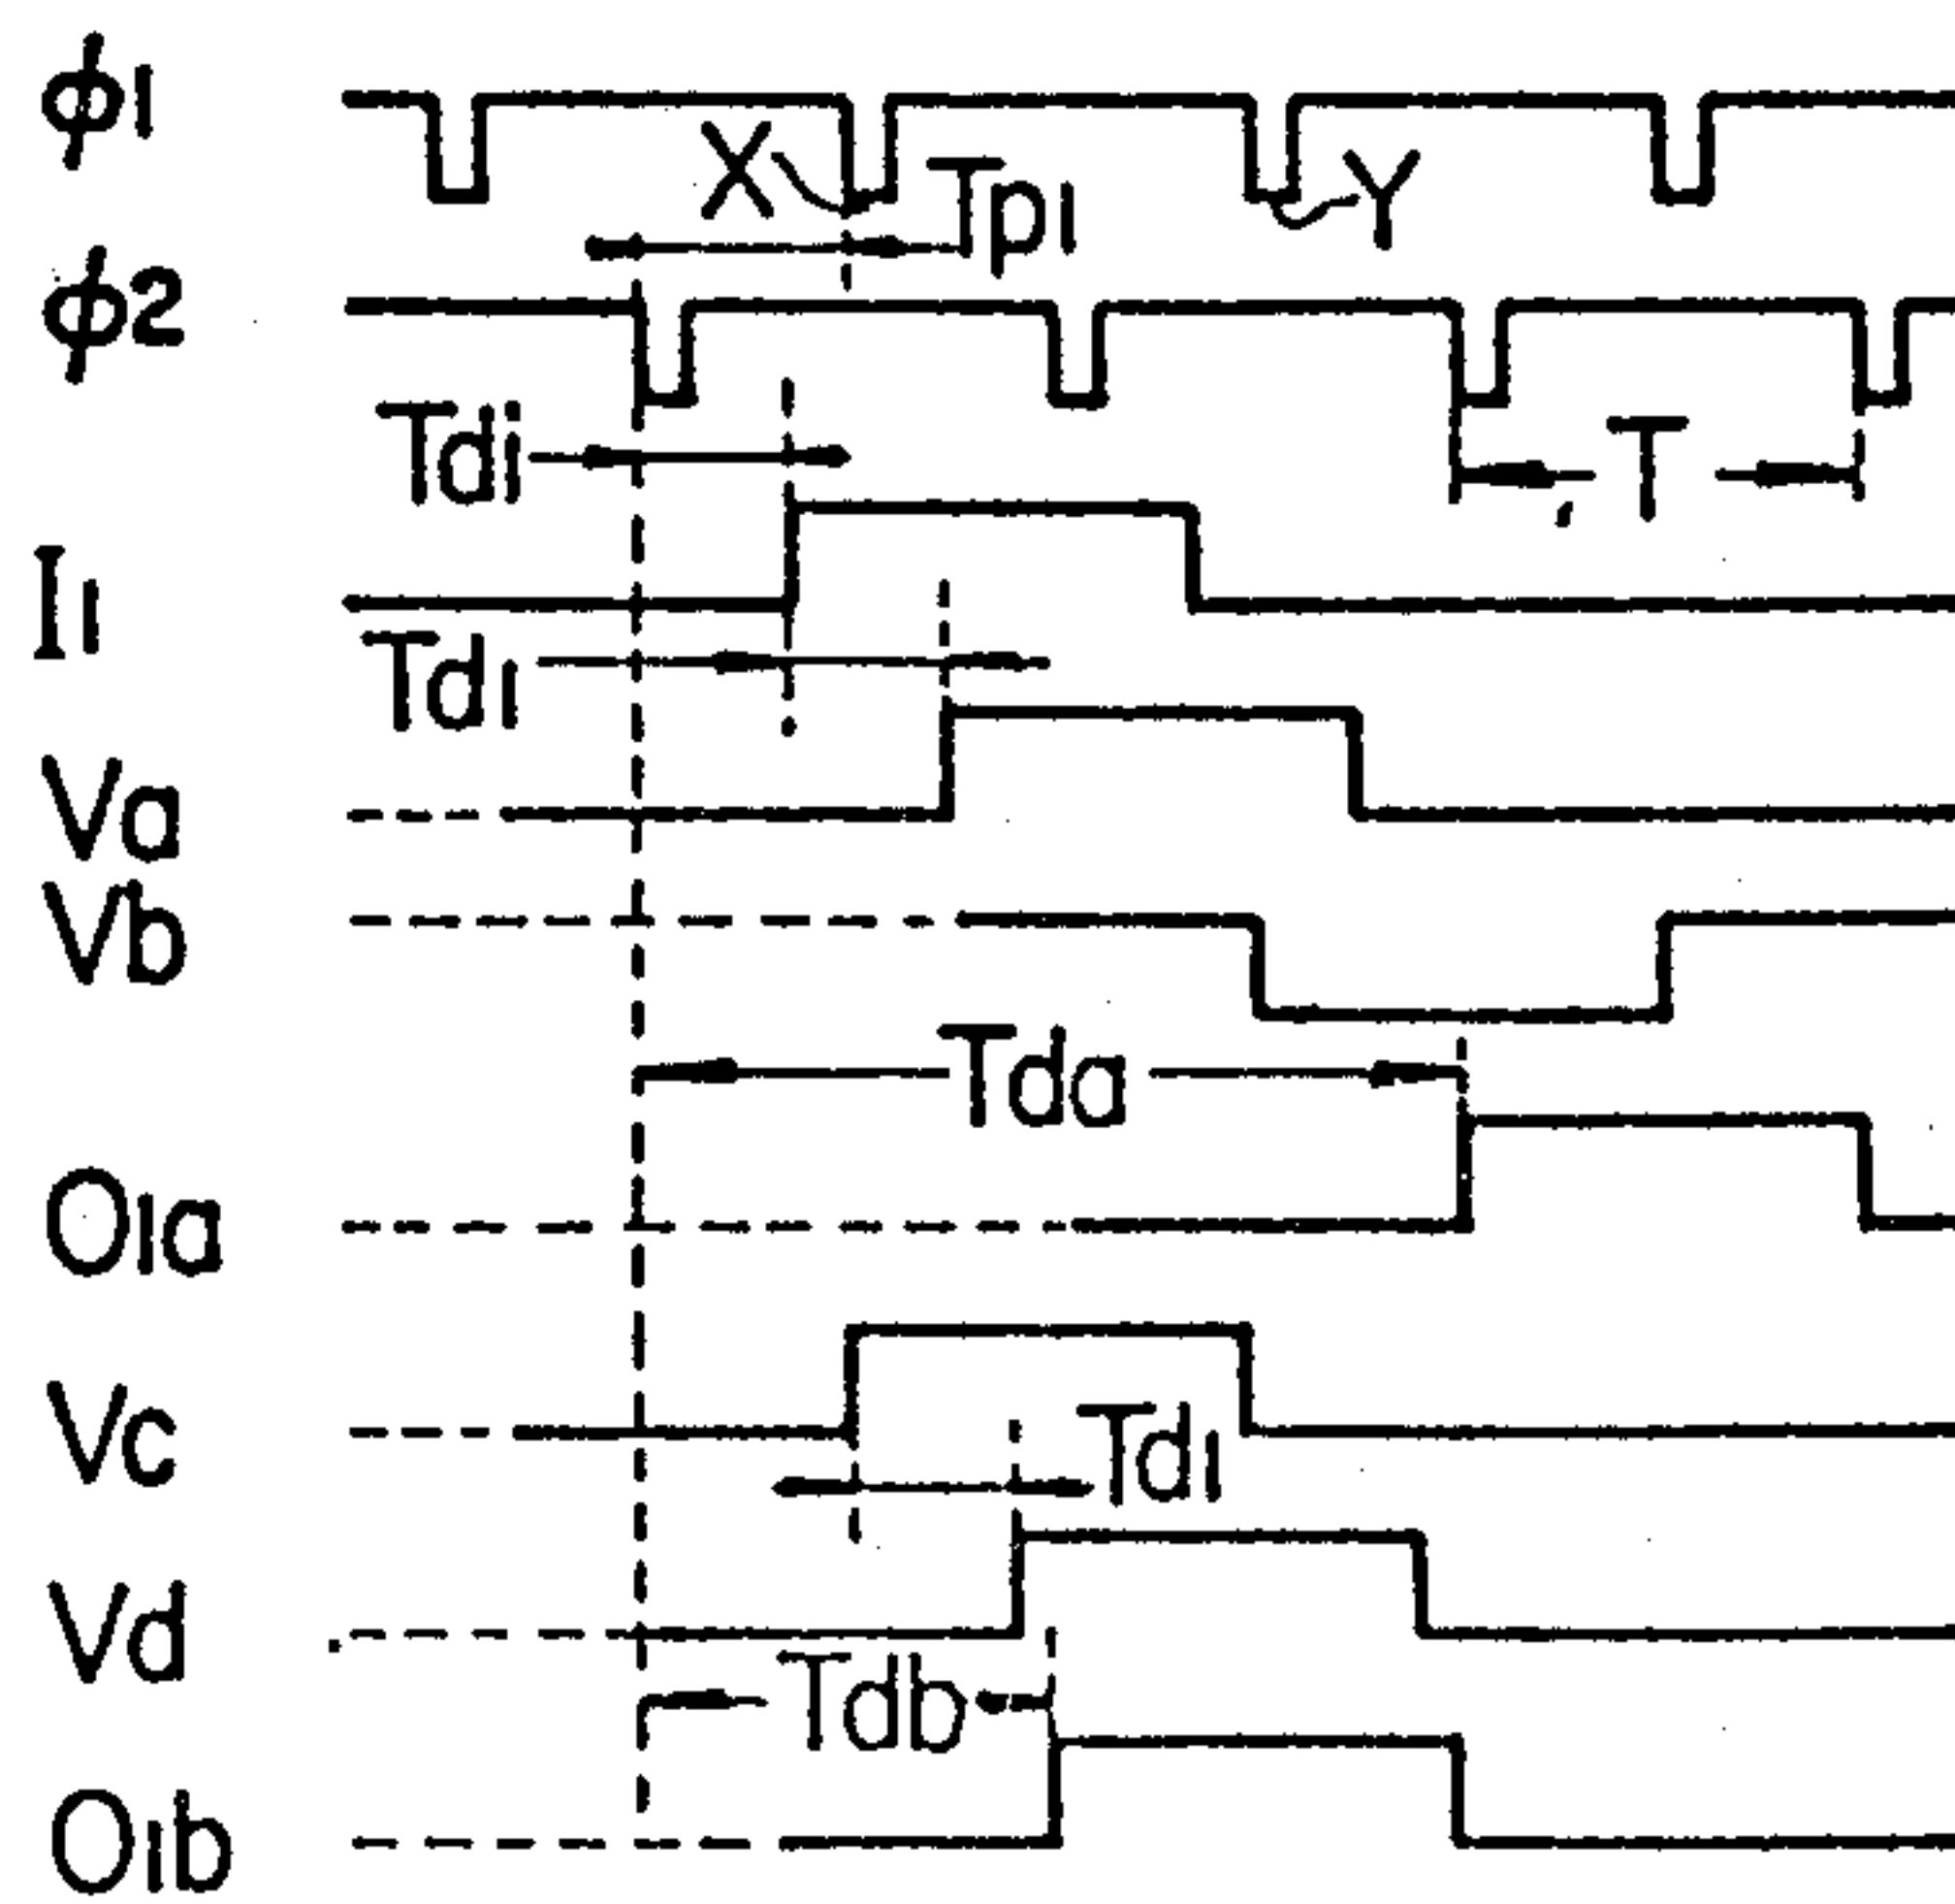 ϕ1
X
Tp1
Y
ϕ2
Tdi
T
I1
Td1
Va
Vb
Tda
O1a
Vc
Td1
Vd
Tdb
O1b